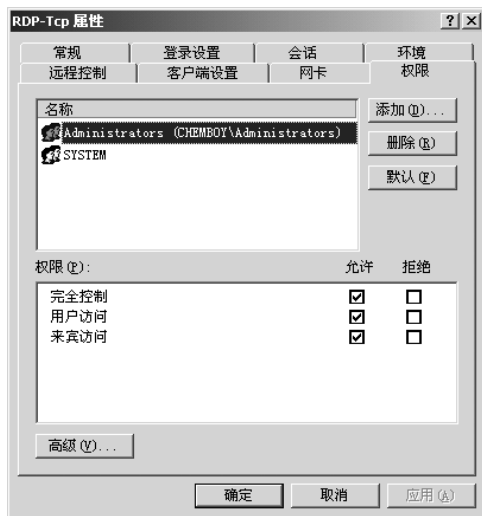 RDP-Tcp 属性
常规 登录设置 会话 环境
远程控制 客户端设置 网卡 权限
名称
Administrators (CHEMBOY\Administrators)
SYSTEM
添加(D)...
删除(R)
默认(F)
权限(P): 允许 拒绝
完全控制
用户访问
来宾访问
高级(V)...
确定 取消 应用(A)